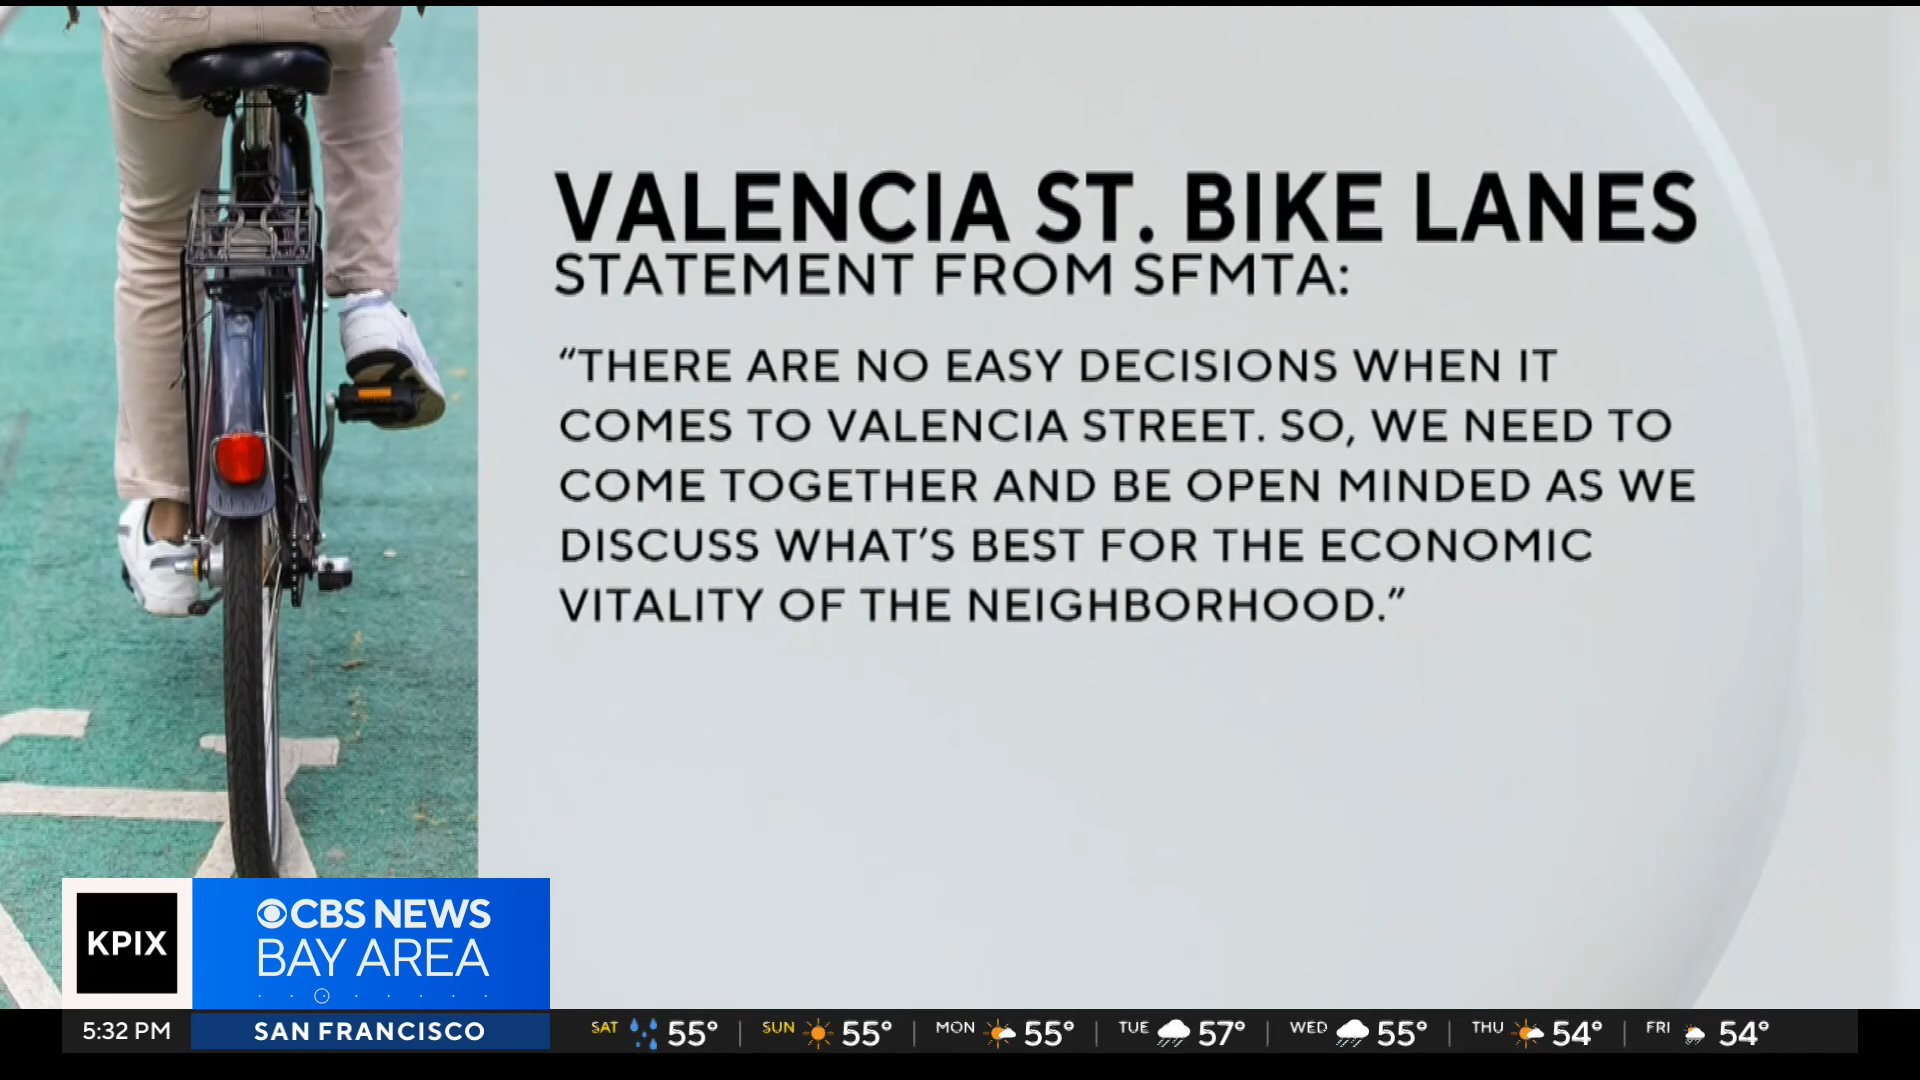 VALENCIA ST. BIKE LANES
STATEMENT FROM SFMTA:
“THERE ARE NO EASY DECISIONS WHEN IT
COMES TO VALENCIA STREET. SO, WE NEED TO
COME TOGETHER AND BE OPEN MINDED AS WE
DISCUSS WHAT’S BEST FOR THE ECONOMIC
VITALITY OF THE NEIGHBORHOOD.”
KPIX
CBS NEWS
BAY AREA
5:32 PM
SAN FRANCISCO
SAT 55° | SUN 55° | MON 55° | TUE 57° | WED 55° | THU 54° | FRI 54°